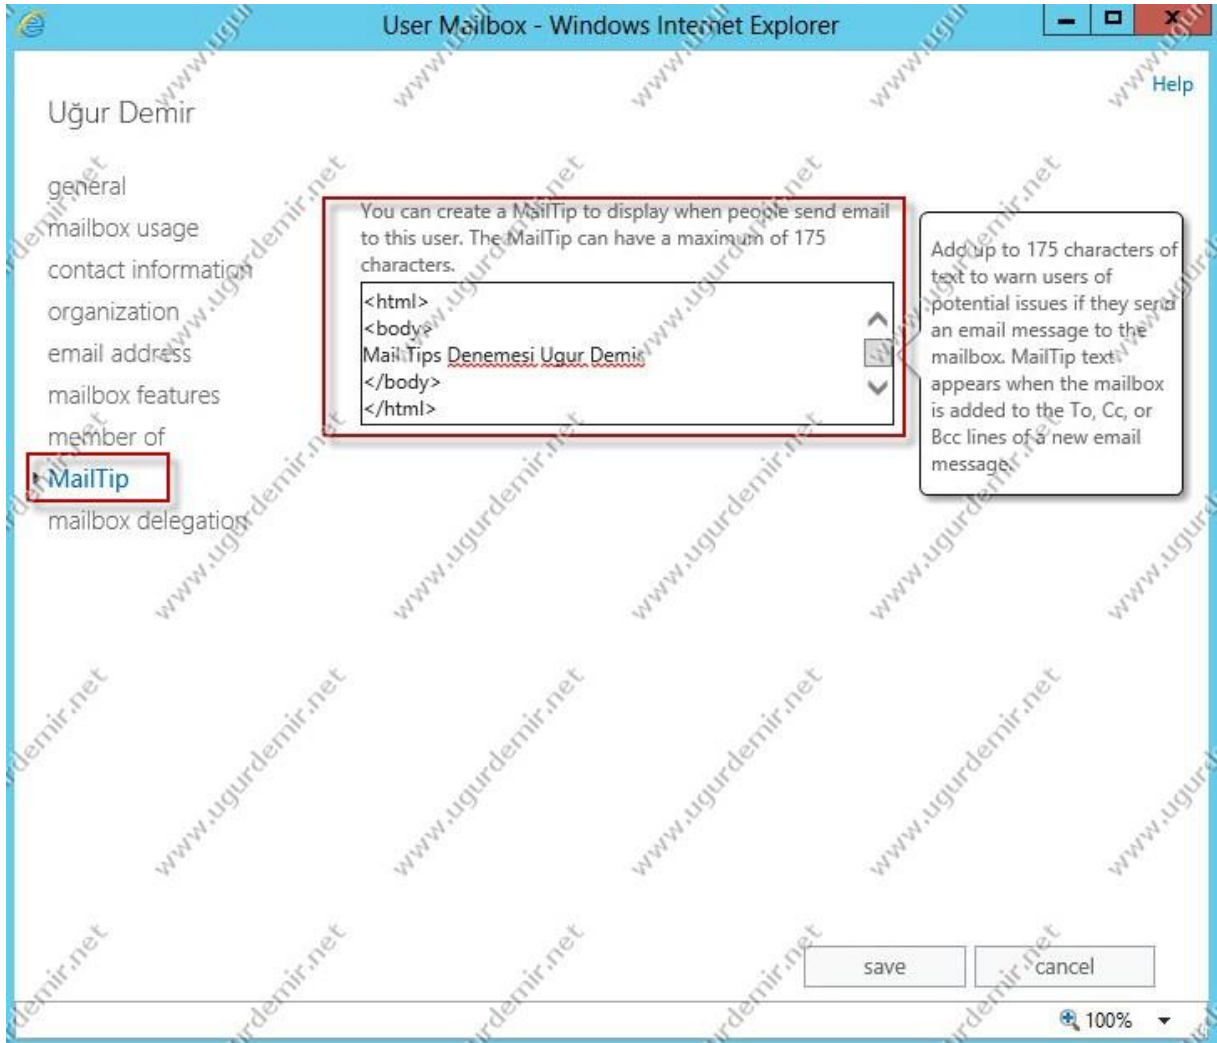 User Mailbox - Windows Internet Explorer
Help
Uğur Demir
general
mailbox usage
contact information
organization
email address
mailbox features
member of
MailTip
mailbox delegation
You can create a MailTip to display when people send email
to this user. The MailTip can have a maximum of 175
characters.
<html>
<body>
Mail Tips Denemesi Ugur Demir
</body>
</html>
Add up to 175 characters of
text to warn users of
potential issues if they send
an email message to the
mailbox. MailTip text
appears when the mailbox
is added to the To, Cc, or
Bcc lines of a new email
message.
save
cancel
100%
www.ugurdemir.net